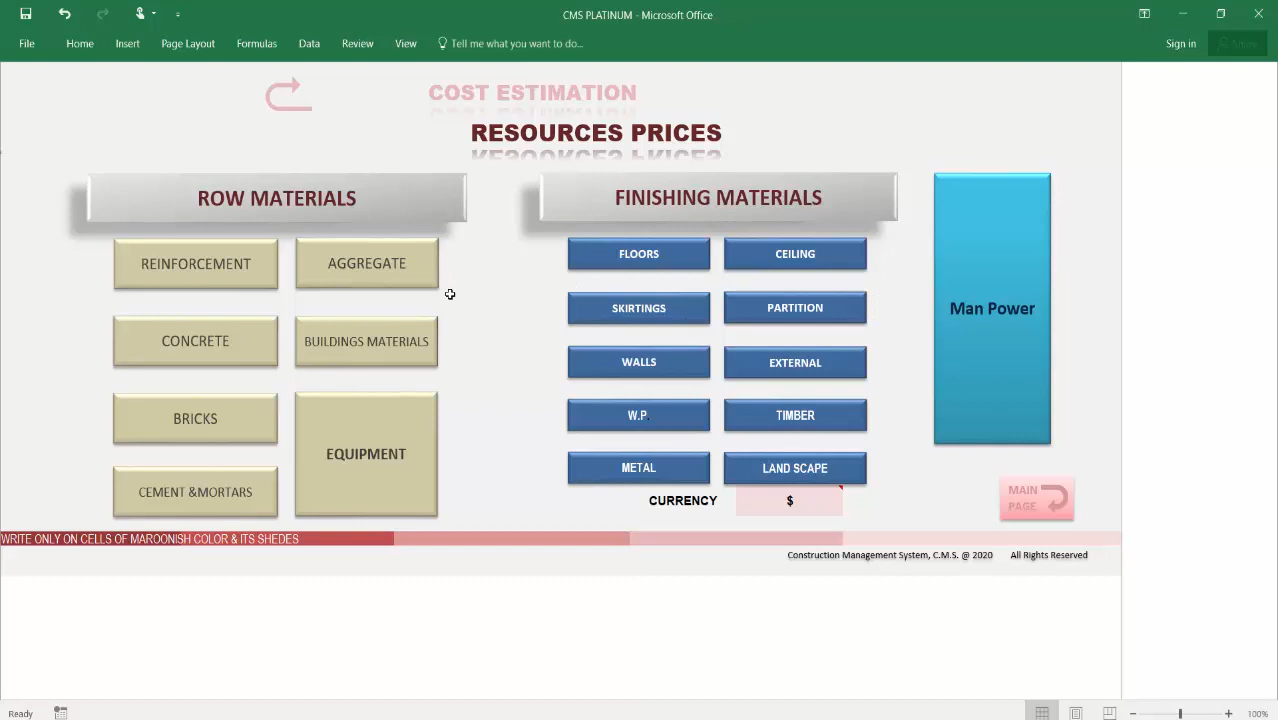 CMS PLATINUM - Microsoft Office
File Home Insert Page Layout Formulas Data Review View Tell me what you want to do... Sign in Share
COST ESTIMATION
RESOURCES PRICES
ROW MATERIALS
REINFORCEMENT AGGREGATE
CONCRETE BUILDINGS MATERIALS
BRICKS
EQUIPMENT
CEMENT &MORTARS
FINISHING MATERIALS
FLOORS CEILING
SKIRTINGS PARTITION
WALLS EXTERNAL
W.P. TIMBER
METAL LAND SCAPE
CURRENCY $
Man Power
MAIN
PAGE
WRITE ONLY ON CELLS OF MAROONISH COLOR & ITS SHEDES
Construction Management System, C.M.S. @ 2020 All Rights Reserved
Ready
100%